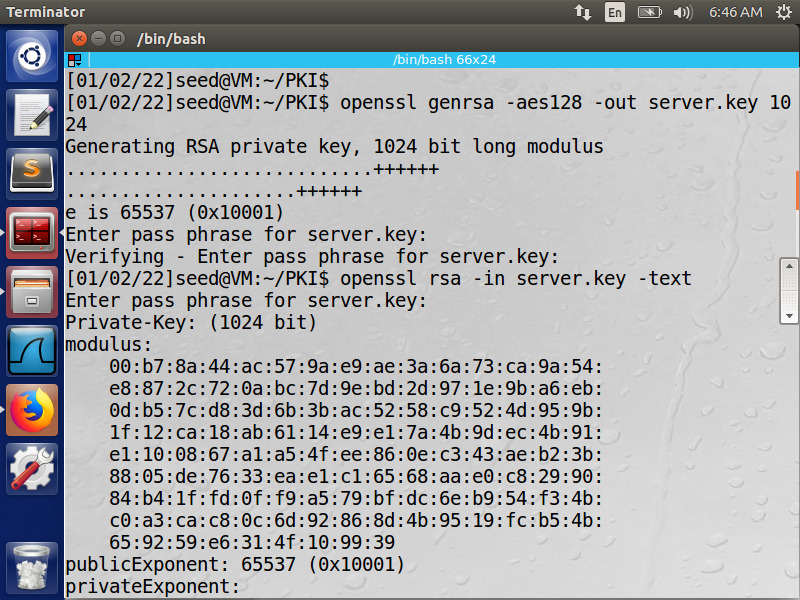 Terminator
En
6:46 AM
/bin/bash
/bin/bash 66x24
[01/02/22]seed@VM:~/PKI$
[01/02/22]seed@VM:~/PKI$ openssl genrsa -aes128 -out server.key 10
24
Generating RSA private key, 1024 bit long modulus
............................++++++
.....................++++++
e is 65537 (0x10001)
Enter pass phrase for server.key:
Verifying - Enter pass phrase for server.key:
[01/02/22]seed@VM:~/PKI$ openssl rsa -in server.key -text
Enter pass phrase for server.key:
Private-Key: (1024 bit)
modulus:
    00:b7:8a:44:ac:57:9a:e9:ae:3a:6a:73:ca:9a:54:
    e8:87:2c:72:0a:bc:7d:9e:bd:2d:97:1e:9b:a6:eb:
    0d:b5:7c:d8:3d:6b:3b:ac:52:58:c9:52:4d:95:9b:
    1f:12:ca:18:ab:61:14:e9:e1:7a:4b:9d:ec:4b:91:
    e1:10:08:67:a1:a5:4f:ee:86:0e:c3:43:ae:b2:3b:
    88:05:de:76:33:ea:e1:c1:65:68:aa:e0:c8:29:90:
    84:b4:1f:fd:0f:f9:a5:79:bf:dc:6e:b9:54:f3:4b:
    c0:a3:ca:c8:0c:6d:92:86:8d:4b:95:19:fc:b5:4b:
    65:92:59:e6:31:4f:10:99:39
publicExponent: 65537 (0x10001)
privateExponent: